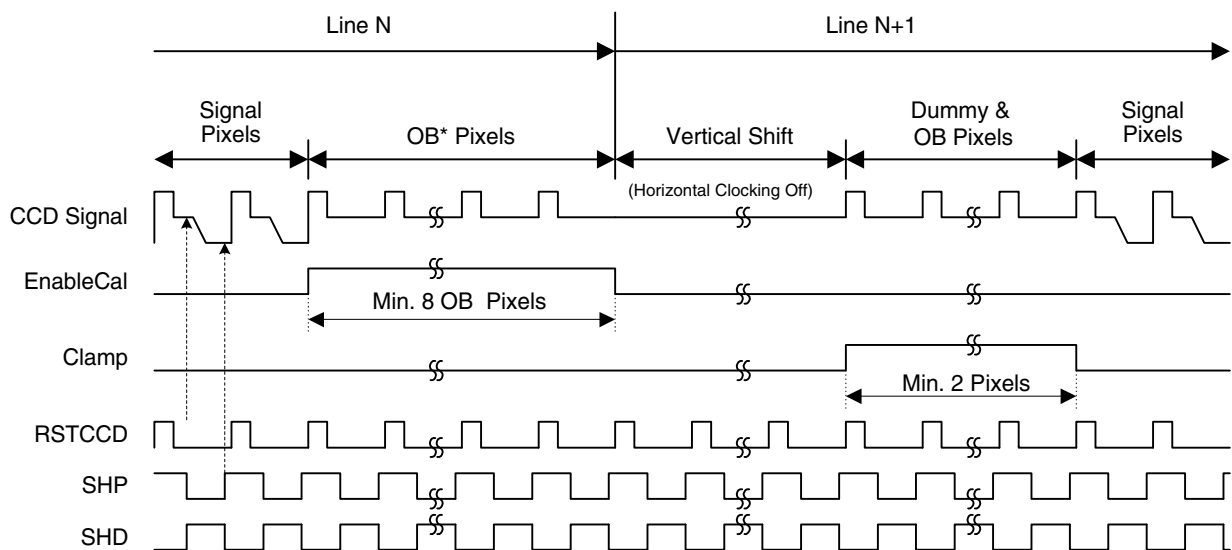 Line N
Line N+1
Signal
Pixels
OB* Pixels
Vertical Shift
Dummy &
OB Pixels
Signal
Pixels
(Horizontal Clocking Off)
CCD Signal
EnableCal
Min. 8 OB Pixels
Clamp
Min. 2 Pixels
RSTCCD
SHP
SHD